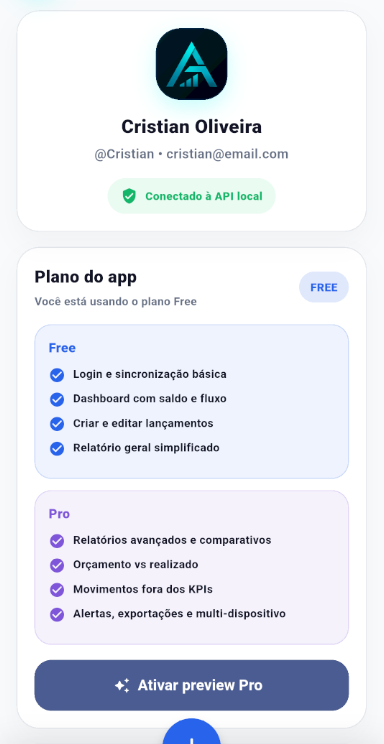 Cristian Oliveira
@Cristian • cristian@email.com
Conectado à API local
Plano do app
Você está usando o plano Free
FREE
Free
Login e sincronização básica
Dashboard com saldo e fluxo
Criar e editar lançamentos
Relatório geral simplificado
Pro
Relatórios avançados e comparativos
Orçamento vs realizado
Movimentos fora dos KPIs
Alertas, exportações e multi-dispositivo
Ativar preview Pro